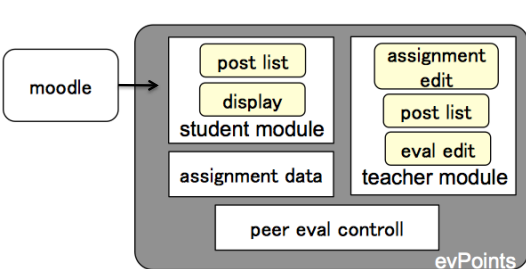 moodle
post list
display
student module
assignment data
assignment
edit
post list
eval edit
teacher module
peer eval controll
evPoints